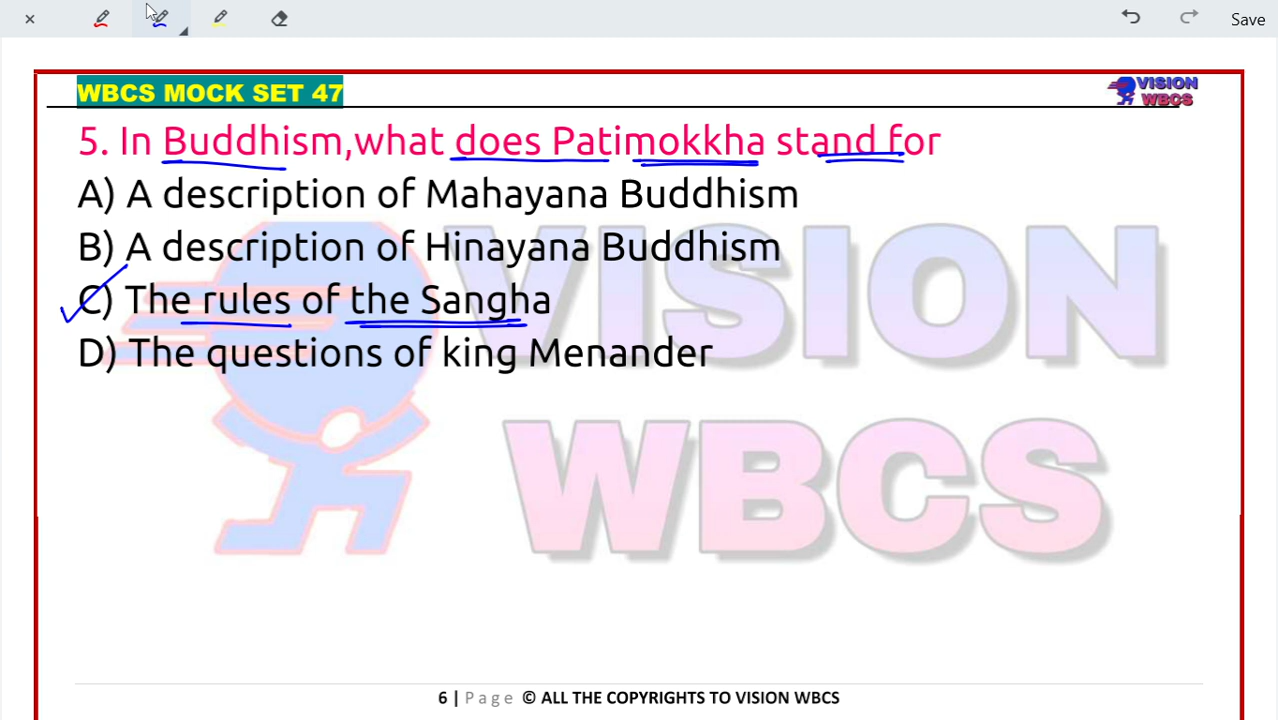 Save
WBCS MOCK SET 47
VISION
WBCS
5. In Buddhism,what does Patimokkha stand for
A) A description of Mahayana Buddhism
B) A description of Hinayana Buddhism
C) The rules of the Sangha
D) The questions of king Menander
VISION
WBCS
6 | Page © ALL THE COPYRIGHTS TO VISION WBCS